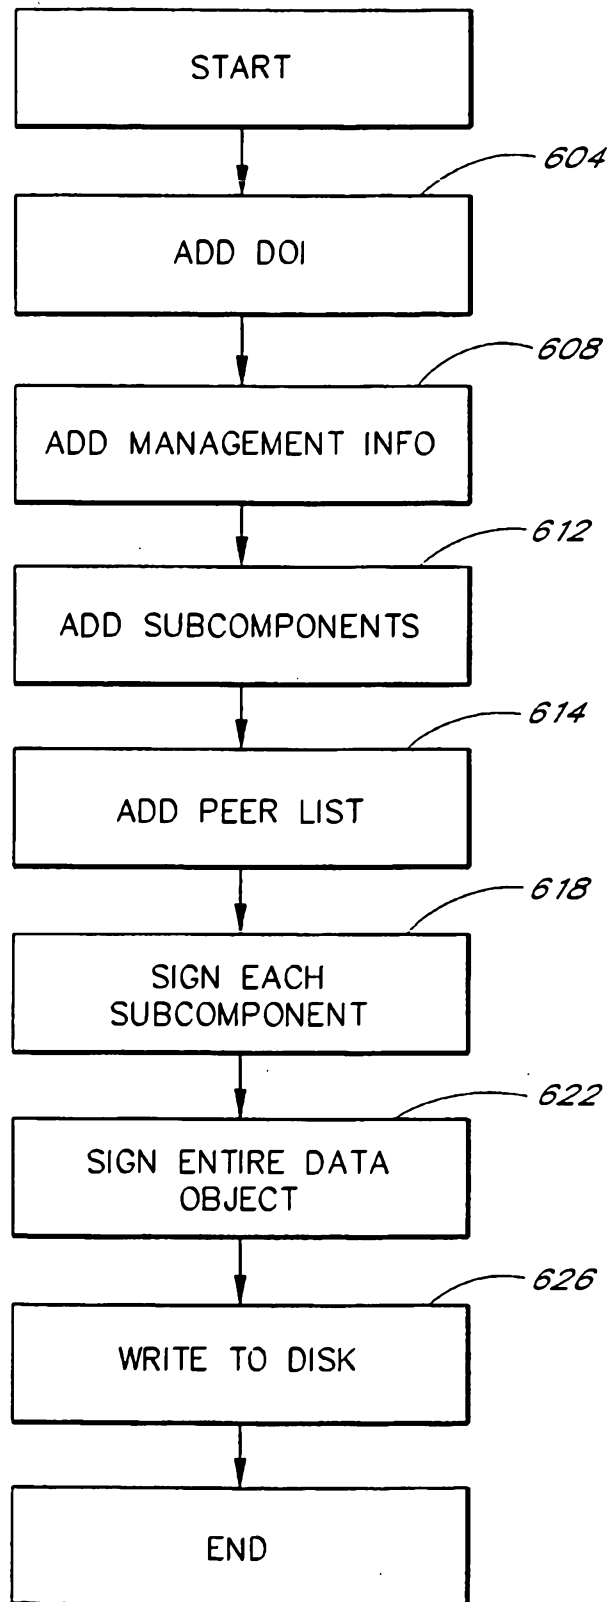 START
604
ADD DOI
608
ADD MANAGEMENT INFO
612
ADD SUBCOMPONENTS
614
ADD PEER LIST
618
SIGN EACH
SUBCOMPONENT
622
SIGN ENTIRE DATA
OBJECT
626
WRITE TO DISK
END